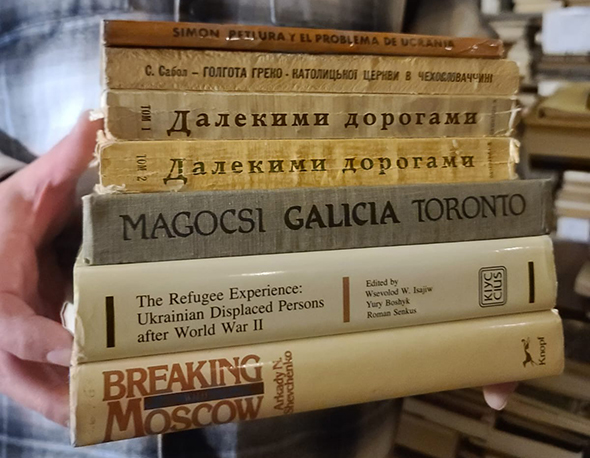 SIMON PETLURA Y EL PROBLEMA DE UCRANIA
С. Сабол – ГОЛГОТА ГРЕКО - КАТОЛИЦЬКОЇ ЦЕРКВИ В ЧЕХОСЛОВАЧЧИНІ
ТОМ 1
Далекими дорогами
ТОМ 2
Далекими дорогами
MAGOCSI GALICIA TORONTO
The Refugee Experience:
Ukrainian Displaced Persons
after World War II
Edited by
Wsevolod W. Isajiw
Yury Boshyk
Roman Senkus
КІУС
CIUS
BREAKING
MOSCOW
Arkady N.
Shevchenko
Knopf